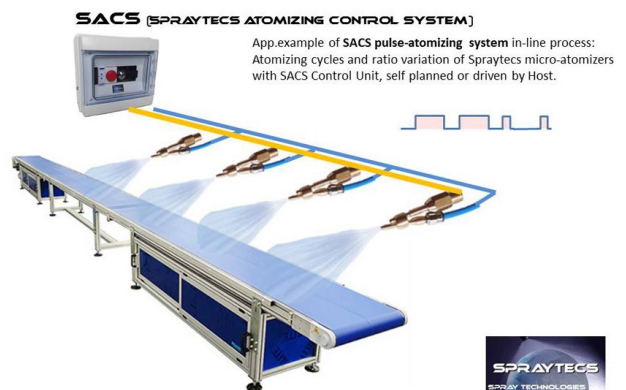 SACS (SPRAYTECS ATOMIZING CONTROL SYSTEM)
App.example of SACS pulse-atomizing system in-line process:
Atomizing cycles and ratio variation of Spraytecs micro-atomizers
with SACS Control Unit, self planned or driven by Host.
SPRAYTECS
SPRAY TECHNOLOGIES